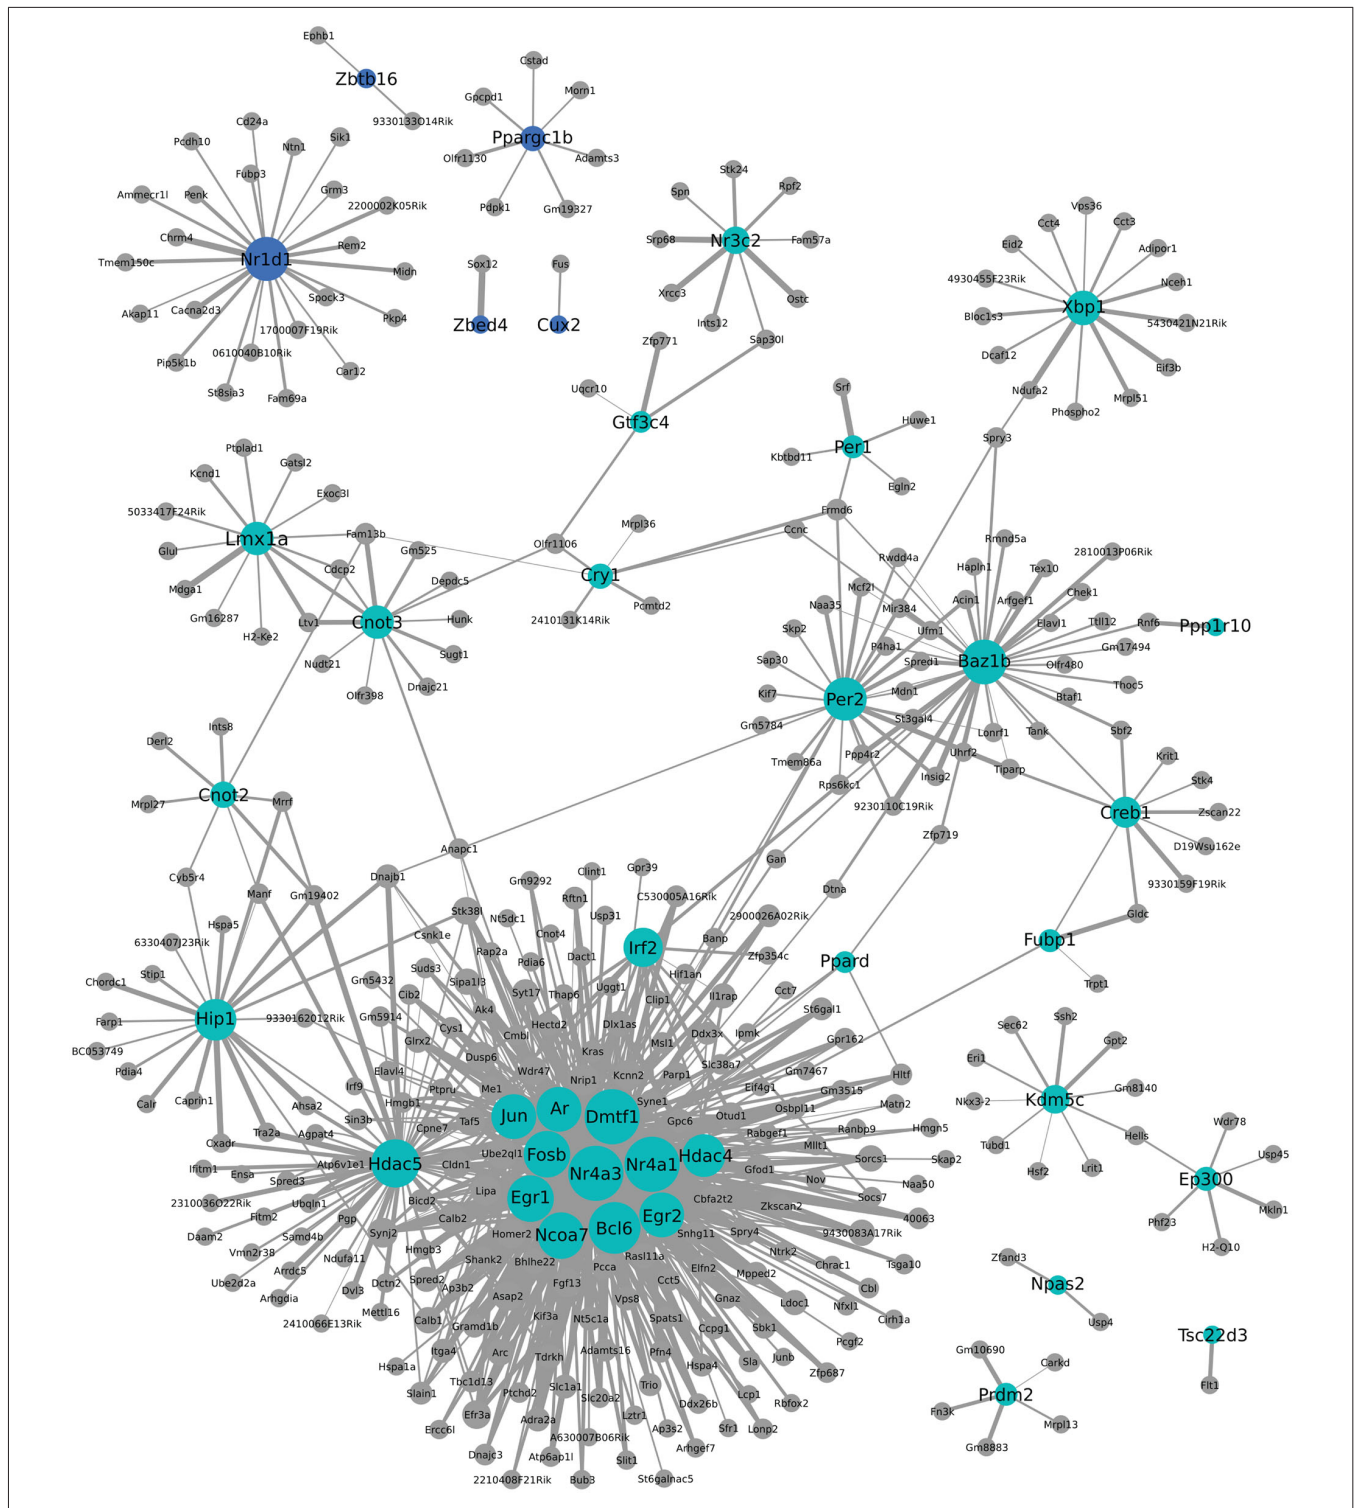 Ephb1
Zbtb16
9330133O14Rik
Cstad
Gpcpd1
Morn1
Ppargc1b
Olfr1130
Adamts3
Pdpk1
Gm19327
Cd24a
Pcdh10
Ntn1
Sik1
Fubp3
Ammecr1l
Penk
Grm3
2200002K05Rik
Chrm4
Rem2
Nr1d1
Tmem150c
Midn
Spock3
Akap11
Cacna2d3
Pkp4
1700007F19Rik
0610040B10Rik
Pip5k1b
Car12
St8sia3
Fam69a
Sox12
Zbed4
Fus
Cux2
Stk24
Spn
Rpf2
Srp68
Nr3c2
Fam57a
Xrcc3
Ostc
Ints12
Sap30l
Zfp771
Uqcr10
Gtf3c4
Vps36
Cct4
Cct3
Eid2
Adipor1
4930455F23Rik
Nceh1
Xbp1
Bloc1s3
5430421N21Rik
Dcaf12
Eif3b
Ndufa2
Mrpl51
Phospho2
Spry3
Srf
Huwe1
Per1
Kbtbd11
Egln2
Frmd6
Ccnc
Ptplad1
Kcnd1
Gatsl2
Exoc3l
5033417F24Rik
Lmx1a
Fam13b
Glul
Gm525
Cdcp2
Depdc5
Mdga1
Gm16287
H2-Ke2
Ltv1
Cnot3
Hunk
Nudt21
Sugt1
Olfr398
Dnajc21
Olfr1106
Mrpl36
Cry1
Pcmtd2
2410131K14Rik
Rmnd5a
Rwdd4a
Hapln1
Tex10
2810013P06Rik
Mcf2l
Chek1
Naa35
Acin1
Arfgef1
Mir384
Skp2
Ufm1
Elavl1
Ttll12
Rnf6
Ppp1r10
P4ha1
Gm17494
Sap30
Spred1
Baz1b
Olfr480
Thoc5
Kif7
Per2
Mdn1
Btaf1
Gm5784
St3gal4
Lonrf1
Tank
Sbf2
Tmem86a
Ppp4r2
Uhrf2
Rps6kc1
Insig2
Tiparp
9230110C19Rik
Zfp719
Krit1
Stk4
Creb1
Zscan22
D19Wsu162e
9330159F19Rik
Gldc
Fubp1
Trpt1
Ints8
Derl2
Cnot2
Mrpl27
Mrrf
Anapc1
Cyb5r4
Manf
Gm19402
Dnajb1
Gan
Dtna
Hspa5
6330407J23Rik
Stip1
Chordc1
Farp1
Hip1
9330162012Rik
BC053749
Pdia4
Calr
Caprin1
Cxadr
Gpr39
Clint1
Gm9292
Rftn1
C530005A16Rik
Stk38l
Nt5dc1
Usp31
2900026A02Rik
Csnk1e
Cnot4
Irf2
Banp
Rap2a
Pdia6
Dact1
Zfp354c
Ppard
Suds3
Sipa1l3
Gm5432
Hif1an
Cib2
Syt17
Thap6
Uggt1
Clip1
Il1rap
Cct7
Gm5914
Ak4
St6gal1
Cys1
Cmbl
Hectd2
Dlx1as
Ddx3x
Ipmk
Glrx2
Msl1
Gpr162
Dusp6
Kras
Slc38a7
Elavl4
Wdr47
Nrip1
Kcnn2
Parp1
Gm7467
Hltf
Irf9
Ptpru
Me1
Eif4g1
Gm3515
Hmgb1
Syne1
Matn2
Ahsa2
Sin3b
Taf5
Jun
Ar
Dmtf1
Gpc6
Otud1
Osbpl11
Tra2a
Cpne7
Rabgef1
Ranbp9
Hmgn5
Agpat4
Ube2ql1
Fosb
Hdac4
Mllt1
Ifitm1
Ensa
Atp6v1e1
Hdac5
Cldn1
Nr4a3
Nr4a1
Gfod1
Sorcs1
Skap2
Spred3
Nov
Naa50
2310036O22Rik
Ubqln1
Bicd2
Lipa
Egr1
Cbfa2t2
Socs7
Fitm2
Pgp
Calb2
Egr2
Zkscan2
40063
Daam2
Samd4b
Synj2
Homer2
Ncoa7
Bcl6
Snhg11
Spry4
9430083A17Rik
Vmn2r38
Ndufa11
Hmgb3
Shank2
Bhlhe22
Rasl11a
Ntrk2
Arrdc5
Pcca
Elfn2
Chrac1
Tsga10
Ube2d2a
Dvl3
Dctn2
Spred2
Ap3b2
Fgf13
Cct5
Mpped2
Cbl
Arhgdia
Mettl16
Asap2
Vps8
Gnaz
Ldoc1
Nfxl1
2410066E13Rik
Calb1
Gramd1b
Kif3a
Nt5c1a
Spats1
Clrh1a
Ccpg1
Sbk1
Itga4
Arc
Tdrkh
Adamts16
Pfn4
Pcgf2
Hspa1a
Hspa4
Sla
Junb
Zfp687
Slain1
Tbc1d13
Ptchd2
Slc1a1
Slc20a2
Trio
Lcp1
Rbfox2
Ddx26b
Efr3a
Adra2a
Lztr1
Ercc6l
A630007B06Rik
Ap3s2
Sfr1
Lonp2
Dnajc3
Atp6ap1l
Slit1
Arhgef7
2210408F21Rik
Bub3
St6galnac5
Ssh2
Sec62
Gpt2
Eri1
Gm8140
Nkx3-2
Kdm5c
Tubd1
Hells
Hsf2
Lrit1
Wdr78
Usp45
Ep300
Mkln1
Phf23
H2-Q10
Zfand3
Npas2
Usp4
Tsc22d3
Flt1
Gm10690
Carkd
Prdm2
Fn3k
Mrpl13
Gm8883